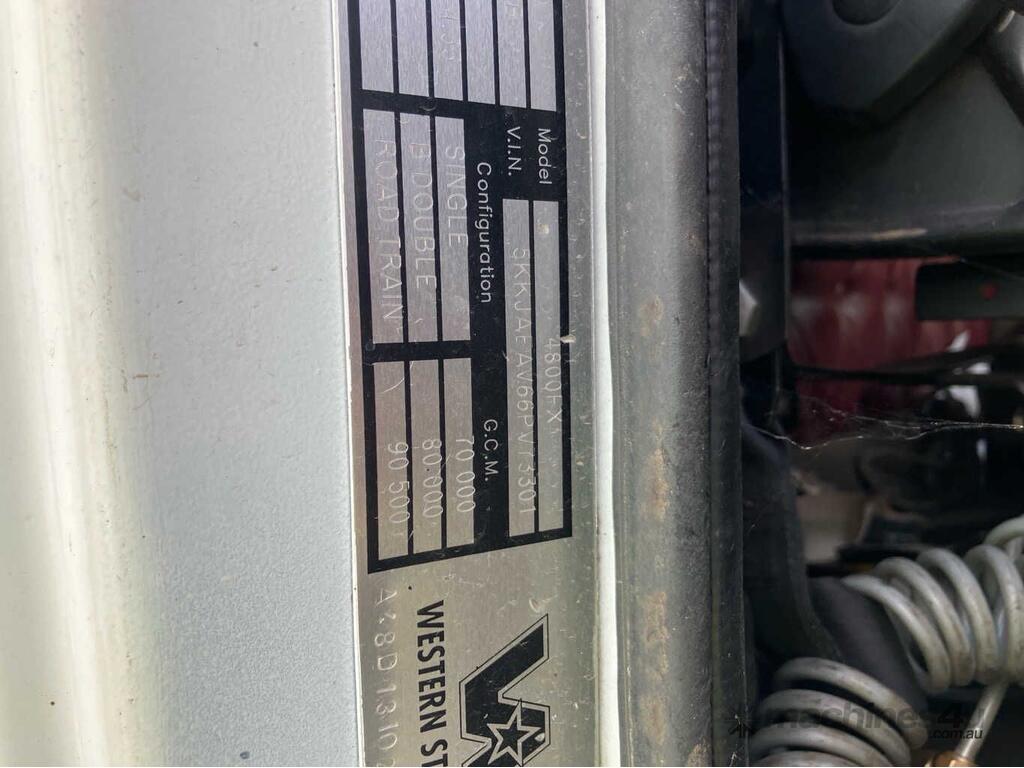 Model 4800FX
V.I.N.
Configuration G.C.M.
SINGLE 70 000
B DOUBLE 80 000
ROAD TRAIN 90 500
WESTERN ST
machines4u
.com.au